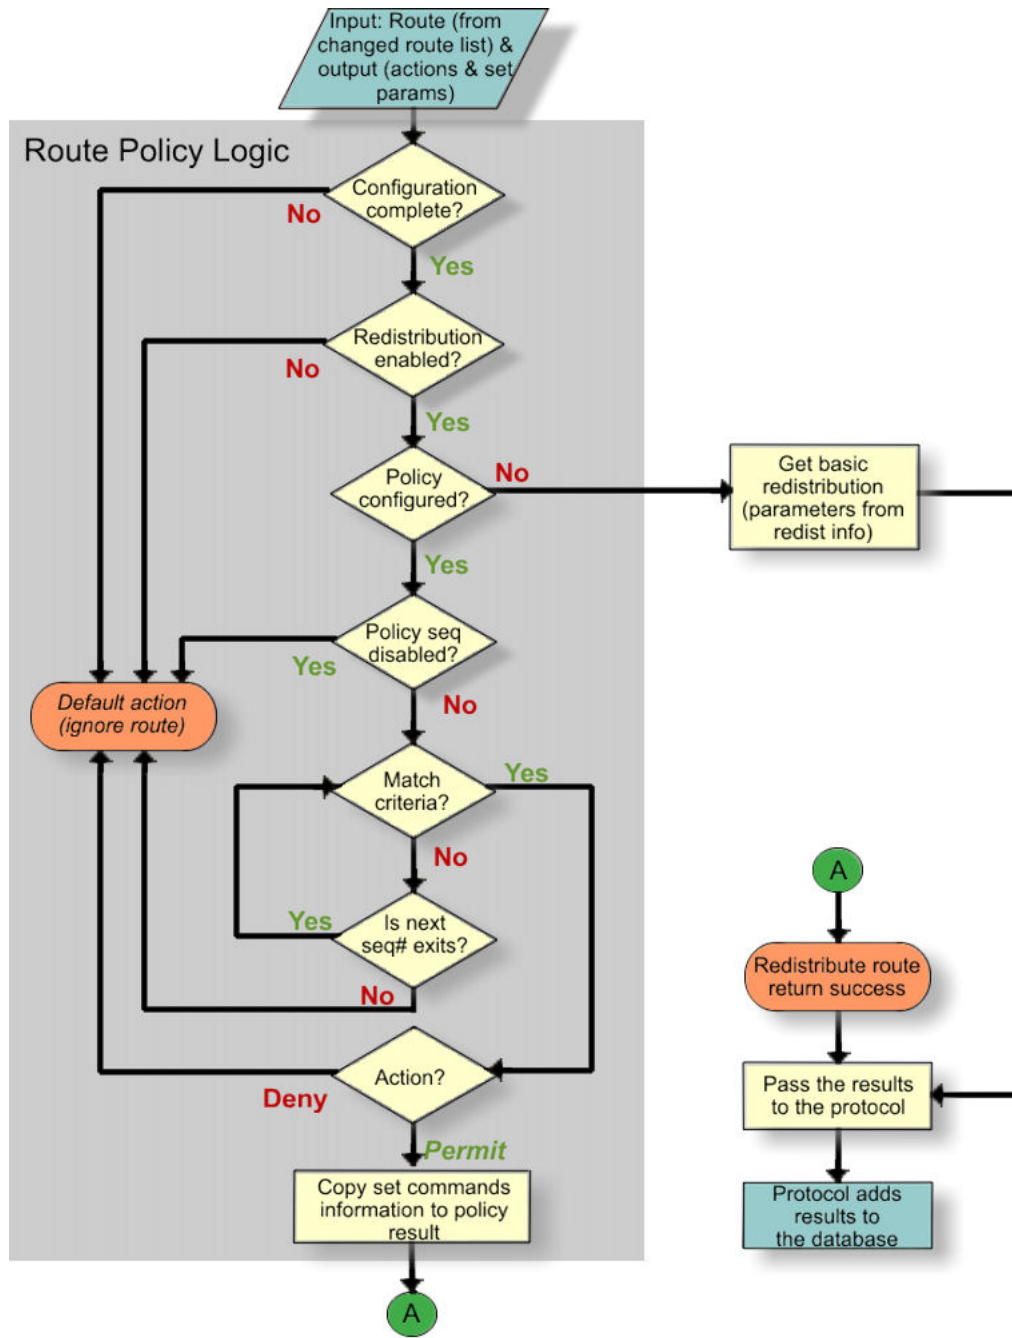 Input: Route (from
changed route list) &
output (actions & set
params)
Route Policy Logic
Configuration
complete?
No
Yes
Redistribution
enabled?
No
Yes
Policy
configured?
No
Get basic
redistribution
(parameters from
redist info)
Yes
Policy seq
disabled?
Yes
No
Default action
(ignore route)
Match
criteria?
Yes
No
Is next
seq# exits?
Yes
No
Action?
Deny
Permit
Copy set commands
information to policy
result
A
A
Redistribute route
return success
Pass the results
to the protocol
Protocol adds
results to
the database